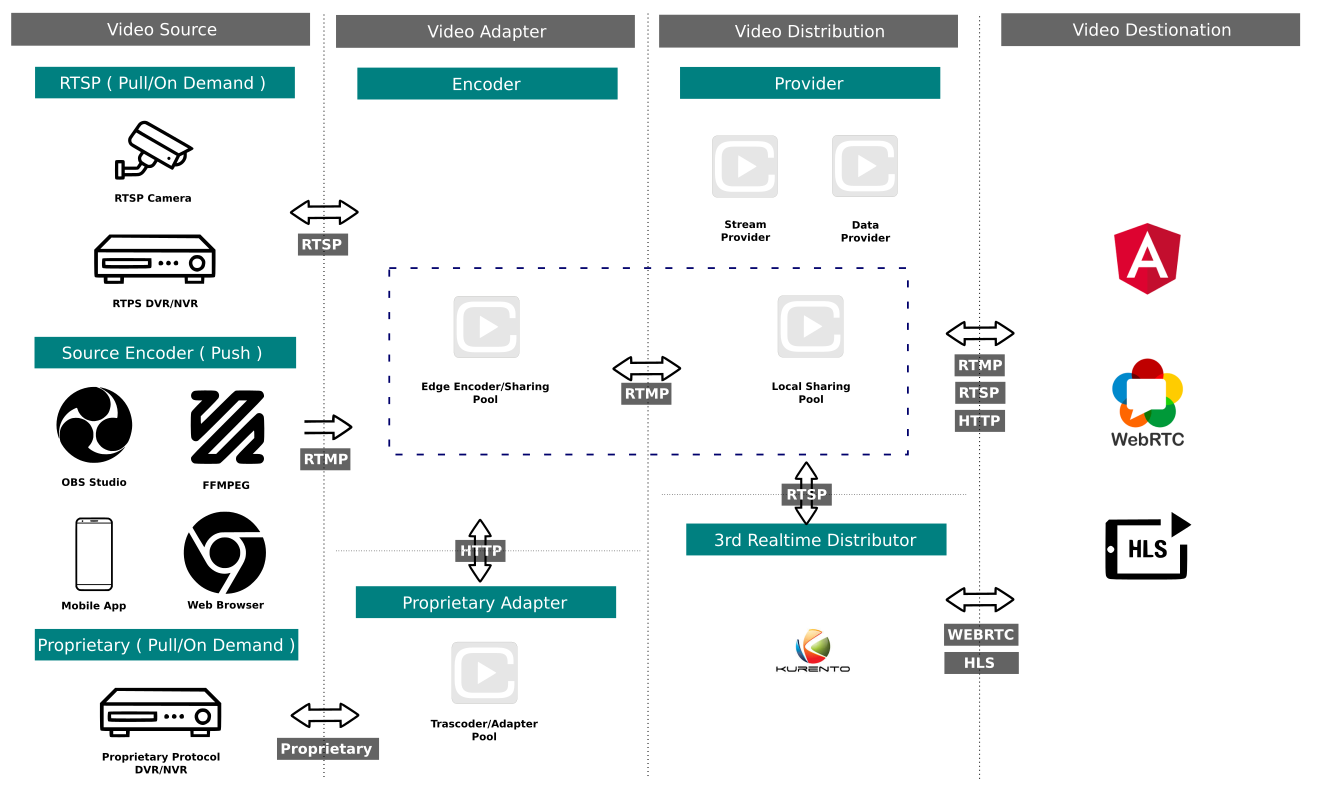 Video Source
Video Adapter
Video Distribution
Video Destionation
RTSP ( Pull/On Demand )
Encoder
Provider
RTSP Camera
RTSP
RTPS DVR/NVR
Stream
Provider
Data
Provider
Source Encoder ( Push )
OBS Studio
FFMPEG
RTMP
Mobile App
Web Browser
Edge Encoder/Sharing
Pool
RTMP
Local Sharing
Pool
RTMP
RTSP
HTTP
WebRTC
HTTP
RTSP
3rd Realtime Distributor
HLS
Proprietary Adapter
Proprietary ( Pull/On Demand )
Proprietary Protocol
DVR/NVR
Proprietary
Trascoder/Adapter
Pool
KURENTO
WEBRTC
HLS
A